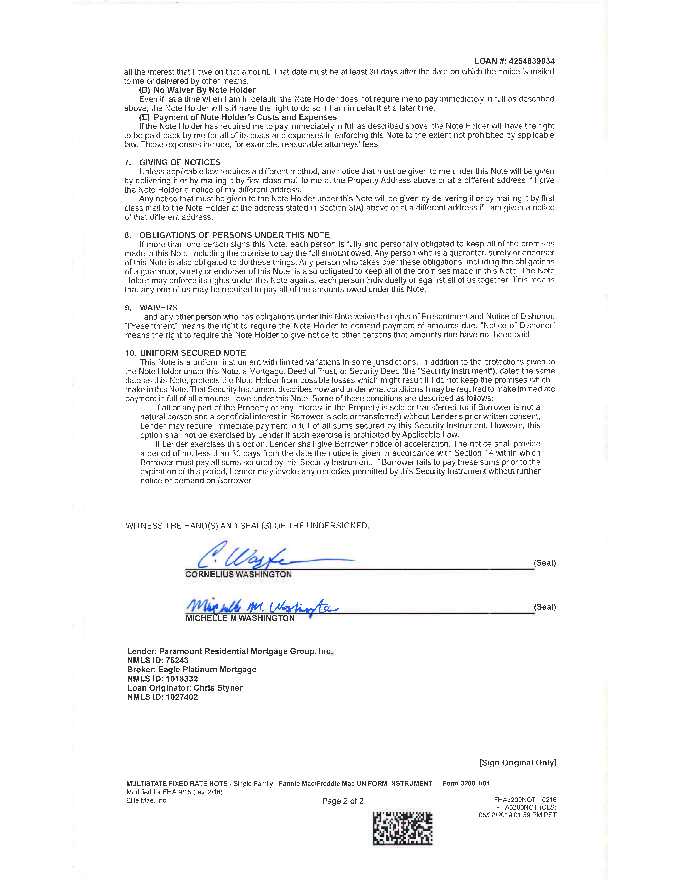 LOAN #: 4254839034
all the interest that I owe on that amount. That date must be at least 30 days after the date on which the notice is mailed
to me or delivered by other means.
(D) No Waiver By Note Holder
Even if, at a time when I am in default, the Note Holder does not require me to pay immediately in full as described
above, the Note Holder will still have the right to do so if I am in default at a later time.
(E) Payment of Note Holder's Costs and Expenses
If the Note Holder has required me to pay immediately in full as described above, the Note Holder will have the right
to be paid back by me for all of its costs and expenses in enforcing this Note to the extent not prohibited by applicable
law. Those expenses include, for example, reasonable attorneys' fees.
7. GIVING OF NOTICES
Unless applicable law requires a different method, any notice that must be given to me under this Note will be given
by delivering it or by mailing it by first class mail to me at the Property Address above or at a different address if I give
the Note Holder a notice of my different address.
Any notice that must be given to the Note Holder under this Note will be given by delivering it or by mailing it by first
class mail to the Note Holder at the address stated in Section 3(A) above or at a different address if I am given a notice
of that different address.
8. OBLIGATIONS OF PERSONS UNDER THIS NOTE
If more than one person signs this Note, each person is fully and personally obligated to keep all of the promises
made in this Note, including the promise to pay the full amount owed. Any person who is a guarantor, surety or endorser
of this Note is also obligated to do these things. Any person who takes over these obligations, including the obligations
of a guarantor, surety or endorser of this Note, is also obligated to keep all of the promises made in this Note. The Note
Holder may enforce its rights under this Note against each person individually or against all of us together. This means
that any one of us may be required to pay all of the amounts owed under this Note.
9. WAIVERS
I and any other person who has obligations under this Note waive the rights of Presentment and Notice of Dishonor.
"Presentment" means the right to require the Note Holder to demand payment of amounts due. "Notice of Dishonor"
means the right to require the Note Holder to give notice to other persons that amounts due have not been paid.
10. UNIFORM SECURED NOTE
This Note is a uniform instrument with limited variations in some jurisdictions. In addition to the protections given to
the Note Holder under this Note, a Mortgage, Deed of Trust, or Security Deed (the "Security Instrument"), dated the same
date as this Note, protects the Note Holder from possible losses which might result if I do not keep the promises which I
make in this Note. That Security Instrument describes how and under what conditions I may be required to make immediate
payment in full of all amounts I owe under this Note. Some of these conditions are described as follows:
If all or any part of the Property or any Interest in the Property is sold or transferred (or if Borrower is not a
natural person and a beneficial interest in Borrower is sold or transferred) without Lender's prior written consent,
Lender may require immediate payment in full of all sums secured by this Security Instrument. However, this
option shall not be exercised by Lender if such exercise is prohibited by Applicable Law.
If Lender exercises this option, Lender shall give Borrower notice of acceleration. The notice shall provide
a period of not less than 30 days from the date the notice is given in accordance with Section 14 within which
Borrower must pay all sums secured by this Security Instrument. If Borrower fails to pay these sums prior to the
expiration of this period, Lender may invoke any remedies permitted by this Security Instrument without further
notice or demand on Borrower.
WITNESS THE HAND(S) AND SEAL(S) OF THE UNDERSIGNED.
(Seal)
CORNELIUS WASHINGTON
Michelle M. Washington (Seal)
MICHELLE M WASHINGTON
Lender: Paramount Residential Mortgage Group, Inc.
NMLS ID: 75243
Broker: Eagle Platinum Mortgage
NMLS ID: 1018332
Loan Originator: Chris Styner
NMLS ID: 1027402
[Sign Original Only]
MULTISTATE FIXED RATE NOTE - Single Family - Fannie Mae/Freddie Mac UNIFORM INSTRUMENT Form 3200 1/01
Modified for FHA 9/15 (rev. 2/16)
Ellie Mae, Inc.
Page 2 of 2
FHA3200NOT 0216
01:59 PM PST